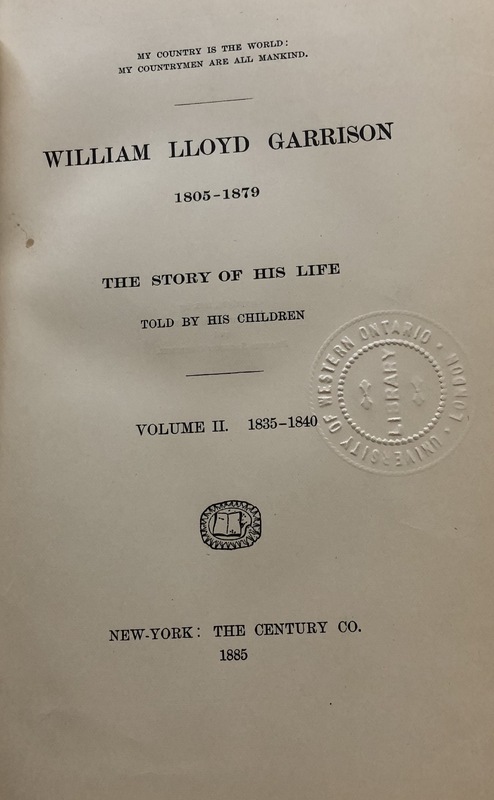 MY COUNTRY IS THE WORLD:
MY COUNTRYMEN ARE ALL MANKIND.
WILLIAM LLOYD GARRISON
1805-1879
THE STORY OF HIS LIFE
TOLD BY HIS CHILDREN
VOLUME II. 1835-1840
UNIVERSITY OF WESTERN ONTARIO · LONDON ·
LIBRARY
NEW-YORK: THE CENTURY CO.
1885